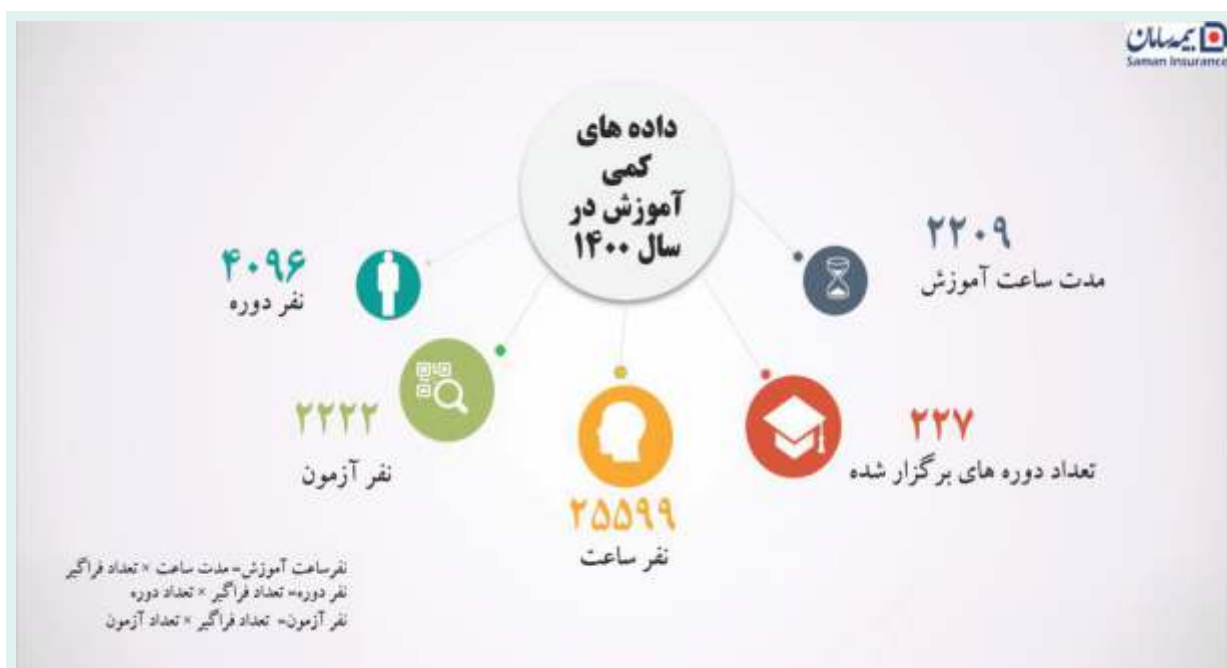 بیمه سامان
Saman Insurance
داده های
کمی
آموزش در
سال ۱۴۰۰
۲۲۰۹
مدت ساعت آموزش
۲۲۷
تعداد دوره های برگزار شده
۲۵۵۹۹
نفر ساعت
۲۲۲۲
نفر آزمون
۴۰۹۶
نفر دوره
نفرساعت آموزش= مدت ساعت × تعداد فراگیر
نفر دوره= تعداد فراگیر × تعداد دوره
نفر آزمون= تعداد فراگیر × تعداد آزمون